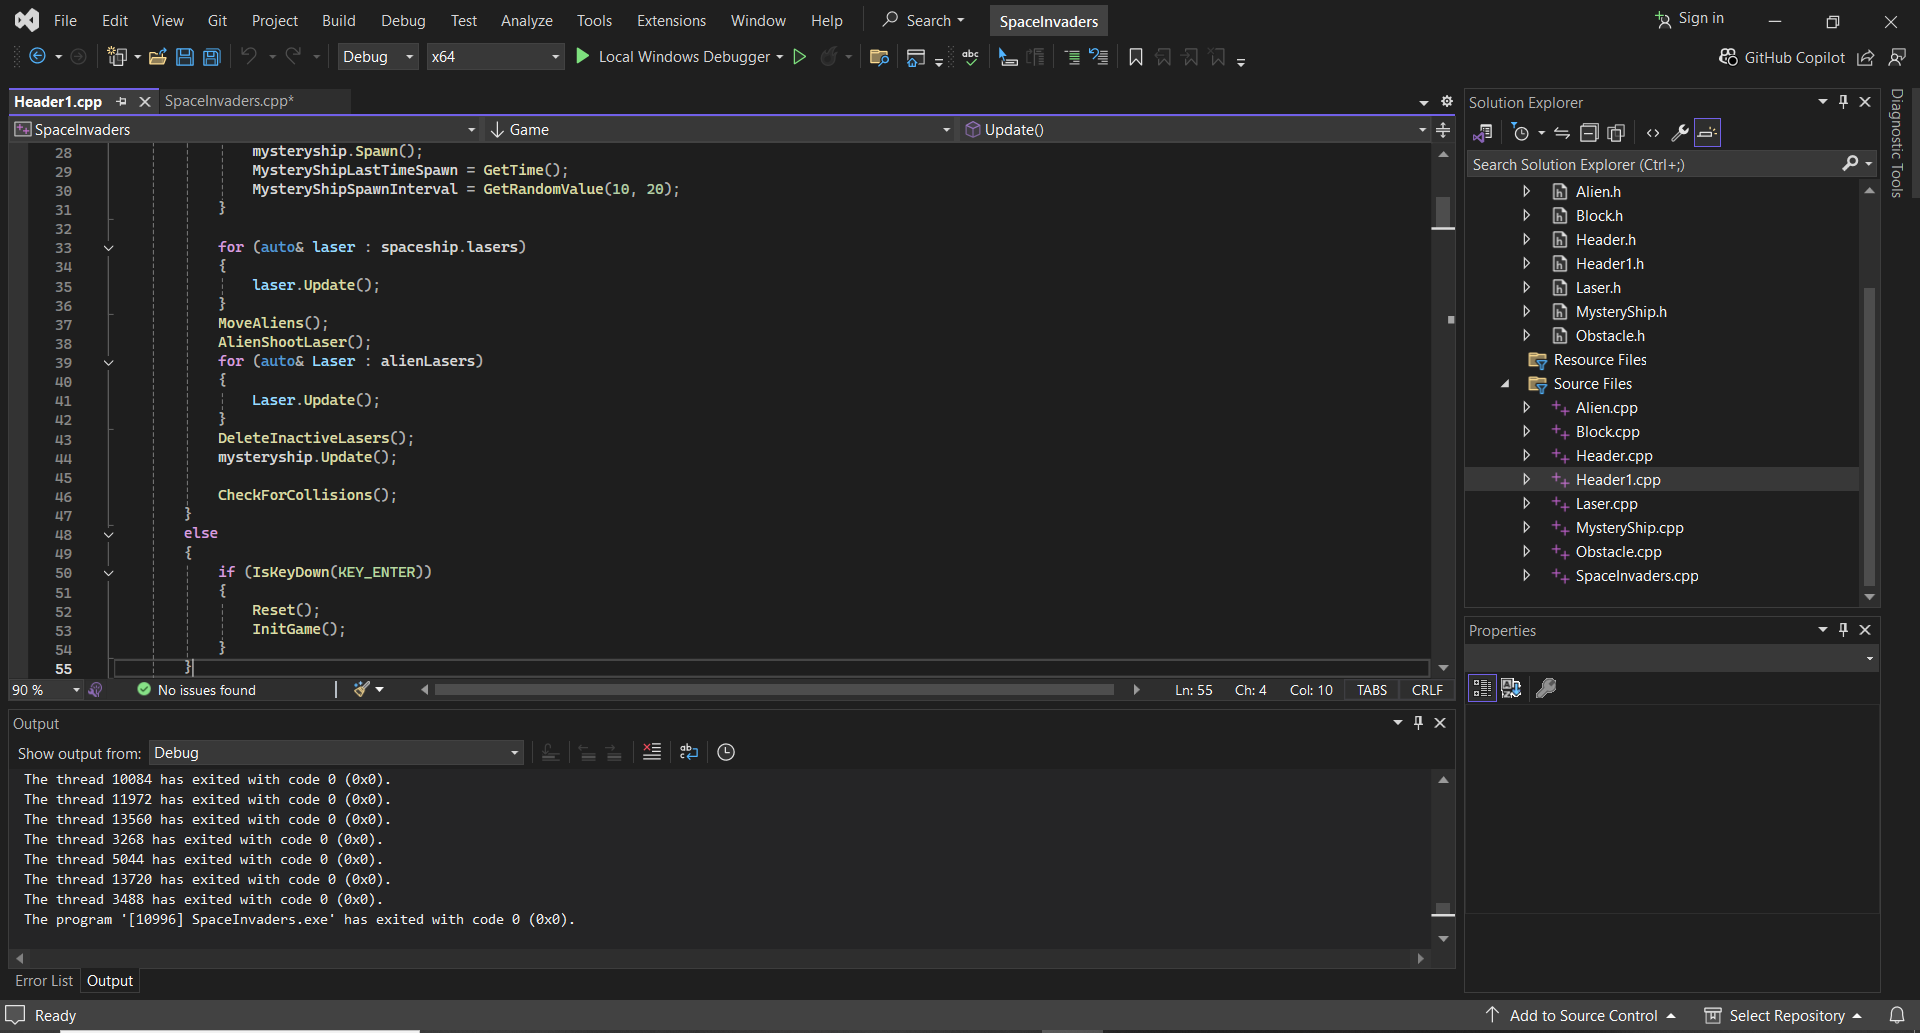 File Edit View Git Project Build Debug Test Analyze Tools Extensions Window Help Search SpaceInvaders Sign in
Debug x64 Local Windows Debugger GitHub Copilot
Header1.cpp SpaceInvaders.cpp*
SpaceInvaders Game Update()
28 mysteryship.Spawn();
29 MysteryShipLastTimeSpawn = GetTime();
30 MysteryShipSpawnInterval = GetRandomValue(10, 20);
31 }
32
33 for (auto& laser : spaceship.lasers)
34 {
35 laser.Update();
36 }
37 MoveAliens();
38 AlienShootLaser();
39 for (auto& Laser : alienLasers)
40 {
41 Laser.Update();
42 }
43 DeleteInactiveLasers();
44 mysteryship.Update();
45
46 CheckForCollisions();
47 }
48 else
49 {
50 if (IsKeyDown(KEY_ENTER))
51 {
52 Reset();
53 InitGame();
54 }
55 }
90 % No issues found Ln: 55 Ch: 4 Col: 10 TABS CRLF
Output
Show output from: Debug
The thread 10084 has exited with code 0 (0x0).
The thread 11972 has exited with code 0 (0x0).
The thread 13560 has exited with code 0 (0x0).
The thread 3268 has exited with code 0 (0x0).
The thread 5044 has exited with code 0 (0x0).
The thread 13720 has exited with code 0 (0x0).
The thread 3488 has exited with code 0 (0x0).
The program '[10996] SpaceInvaders.exe' has exited with code 0 (0x0).
Error List Output
Solution Explorer
Search Solution Explorer (Ctrl+;)
Alien.h
Block.h
Header.h
Header1.h
Laser.h
MysteryShip.h
Obstacle.h
Resource Files
Source Files
Alien.cpp
Block.cpp
Header.cpp
Header1.cpp
Laser.cpp
MysteryShip.cpp
Obstacle.cpp
SpaceInvaders.cpp
Properties
Diagnostic Tools
Ready Add to Source Control Select Repository